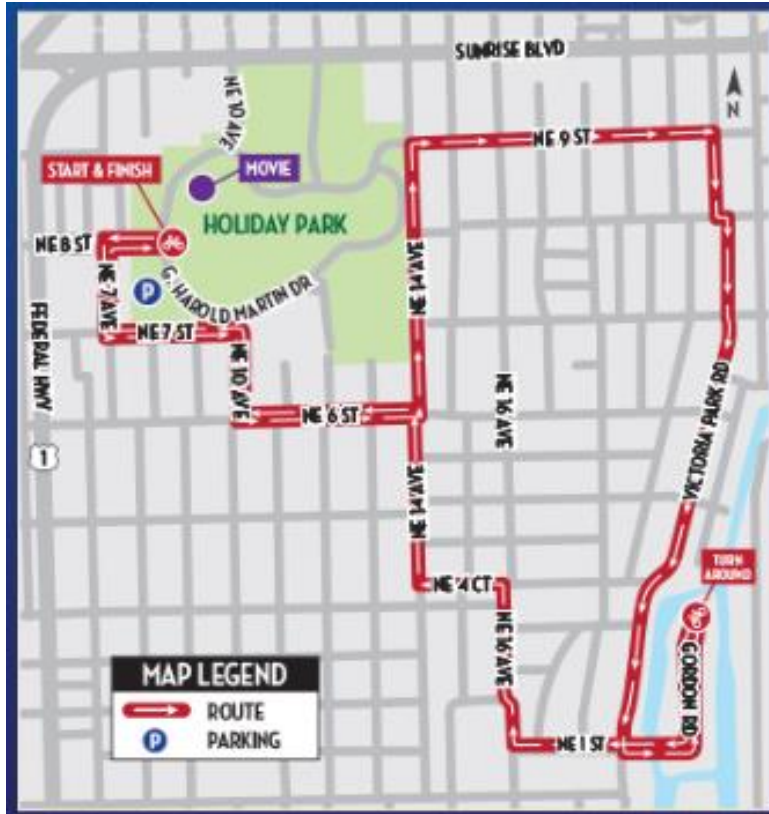 SUNRISE BLVD
N
NE 10 AVE
NE 9 ST
START & FINISH
MOVIE
HOLIDAY PARK
NE 8 ST
P
G. HAROLD MARTIN DR
NE 7 AVE
NE 14 AVE
FEDERAL HWY
NE 7 ST
NE 10 AVE
NE 16 AVE
NE 6 ST
VICTORIA PARK RD
1
NE 14 AVE
TURN
AROUND
NE 4 CT
NE 16 AVE
GORDON RD
MAP LEGEND
ROUTE
P PARKING
NE 1 ST